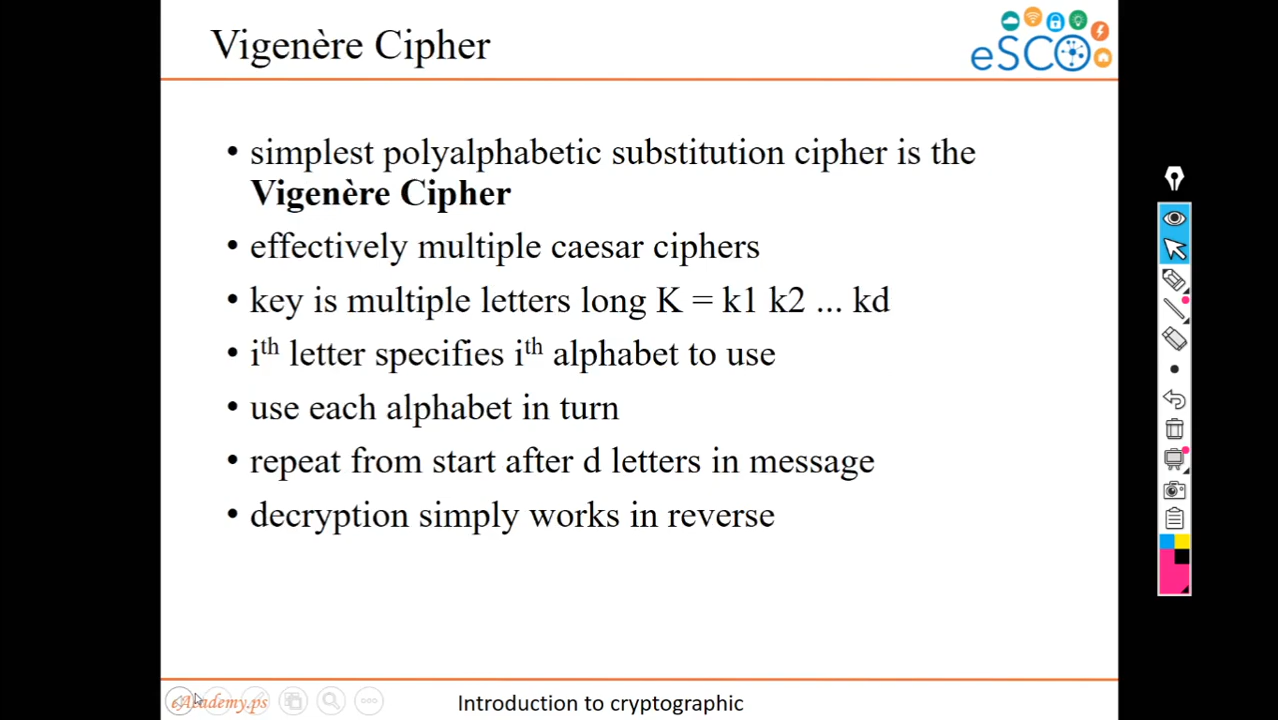 Vigenère Cipher
eSCO
• simplest polyalphabetic substitution cipher is the
Vigenère Cipher
• effectively multiple caesar ciphers
• key is multiple letters long K = k1 k2 ... kd
• ith letter specifies ith alphabet to use
• use each alphabet in turn
• repeat from start after d letters in message
• decryption simply works in reverse
eAcademy.ps
Introduction to cryptographic